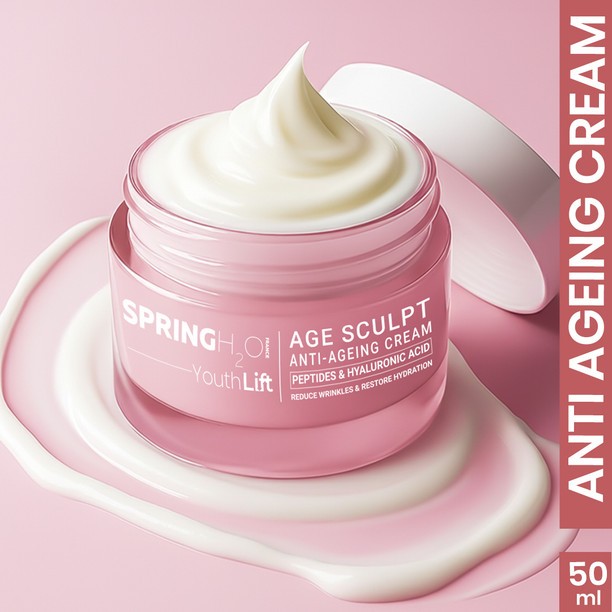 SPRINGH₂O FRANCE
YouthLift
AGE SCULPT
ANTI-AGEING CREAM
PEPTIDES & HYALURONIC ACID
REDUCE WRINKLES & RESTORE HYDRATION
ANTI AGEING CREAM
50
ml